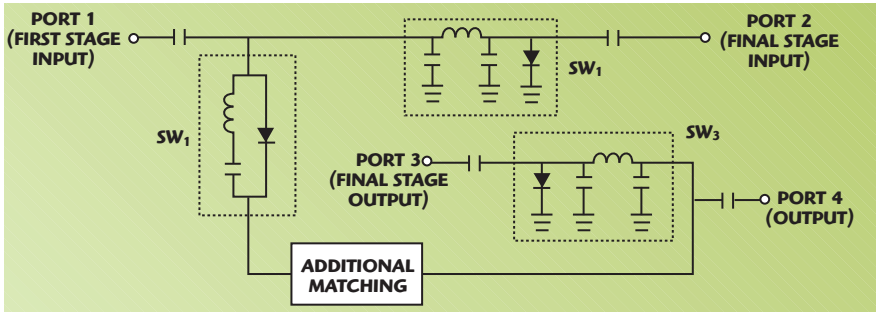 PORT 1
(FIRST STAGE
INPUT)
PORT 2
(FINAL STAGE
INPUT)
SW₁
SW₁
SW₃
PORT 3
(FINAL STAGE
OUTPUT)
PORT 4
(OUTPUT)
ADDITIONAL
MATCHING